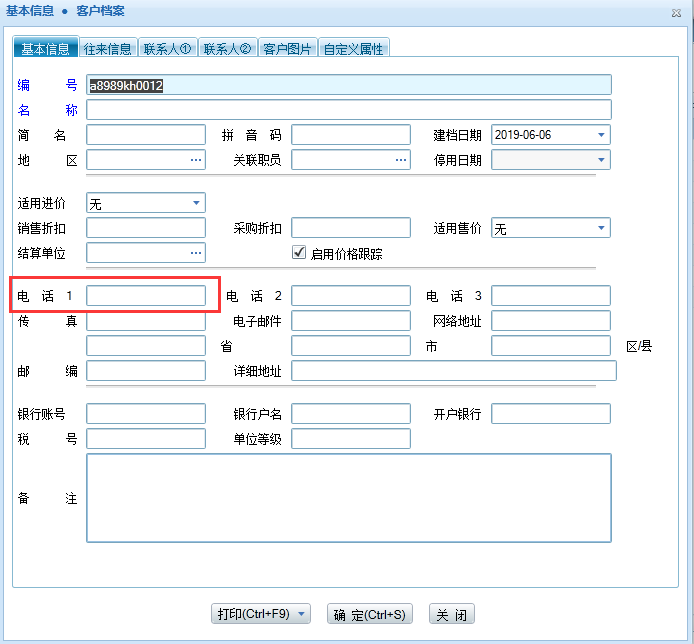 基本信息 ● 客户档案
基本信息 往来信息 联系人① 联系人② 客户图片 自定义属性
编 号 a8989kh0012
名 称
简 名 拼 音 码 建档日期 2019-06-06
地 区 ... 关联职员 ... 停用日期
适用进价 无
销售折扣 采购折扣 适用售价 无
结算单位 ... 启用价格跟踪
电 话 1 电 话 2 电 话 3
传 真 电子邮件 网络地址
省 市 区/县
邮 编 详细地址
银行账号 银行户名 开户银行
税 号 单位等级
备 注
打印(Ctrl+F9) 确 定(Ctrl+S) 关 闭